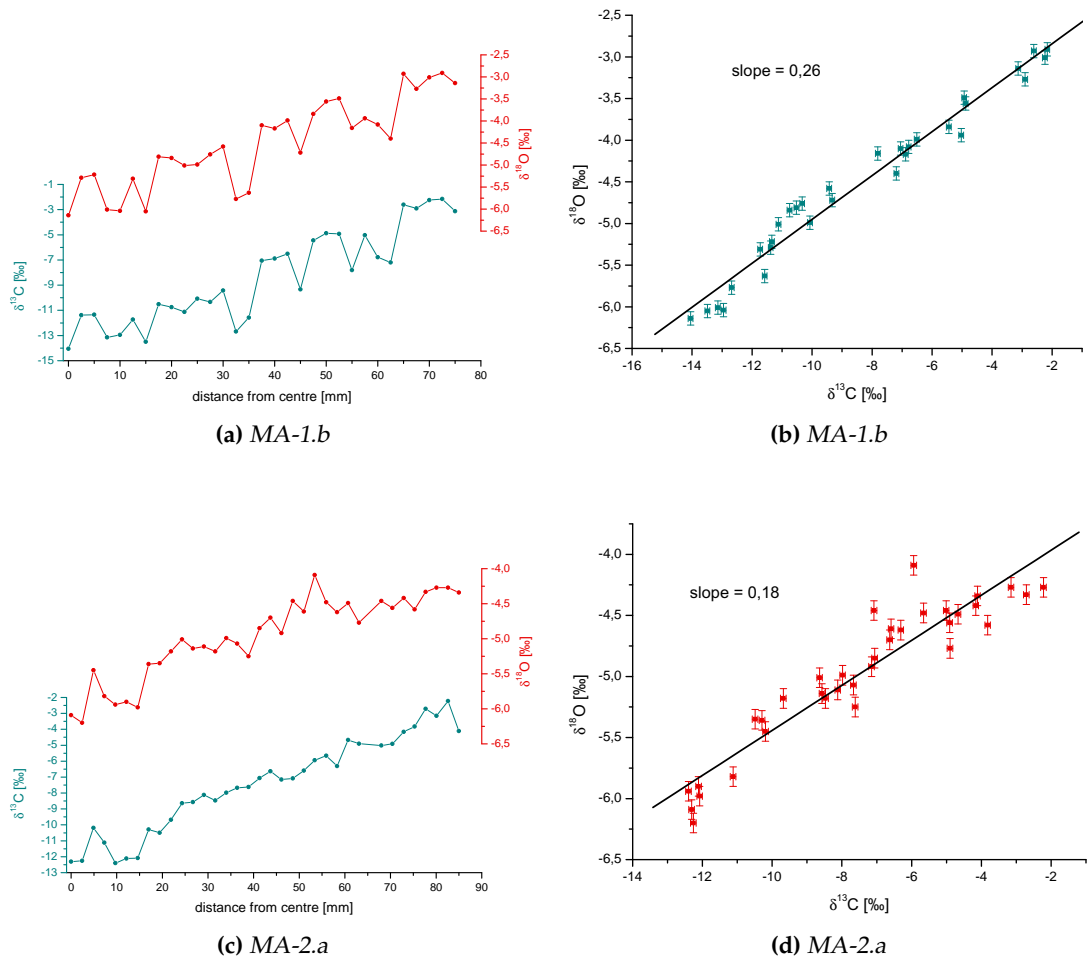 -2,5
-3,0
-3,5
-4,0
-4,5
-5,0
-5,5
-6,0
-6,5
δ18O [‰]
-1
-3
-5
-7
-9
-11
-13
-15
δ13C [‰]
0 10 20 30 40 50 60 70 80
distance from centre [mm]
(a) MA-1.b
-2,5
-3,0
-3,5
-4,0
-4,5
-5,0
-5,5
-6,0
-6,5
δ18O [‰]
slope = 0,26
-16 -14 -12 -10 -8 -6 -4 -2
δ13C [‰]
(b) MA-1.b
-4,0
-4,5
-5,0
-5,5
-6,0
-6,5
δ18O [‰]
-2
-3
-4
-5
-6
-7
-8
-9
-10
-11
-12
-13
δ13C [‰]
0 10 20 30 40 50 60 70 80 90
distance from centre [mm]
(c) MA-2.a
-4,0
-4,5
-5,0
-5,5
-6,0
-6,5
δ18O [‰]
slope = 0,18
-14 -12 -10 -8 -6 -4 -2
δ13C [‰]
(d) MA-2.a